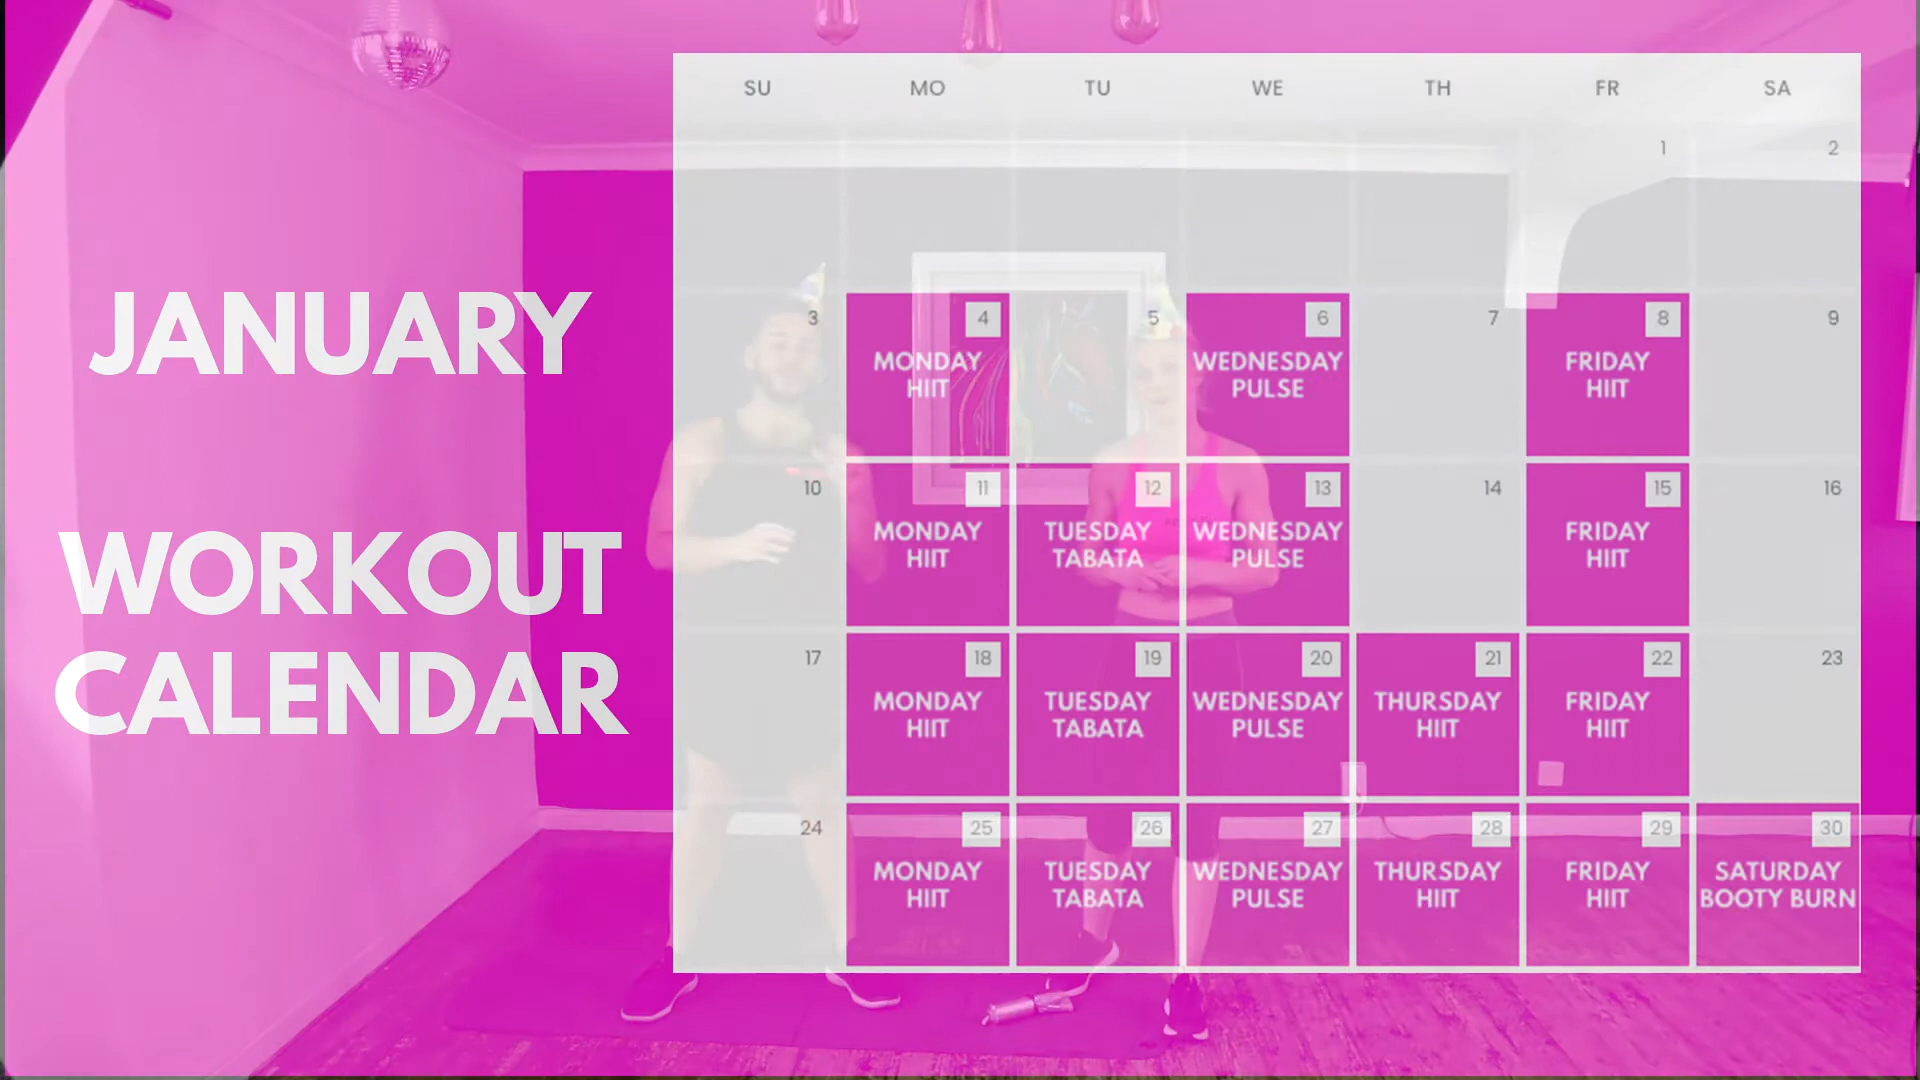 JANUARY
WORKOUT
CALENDAR
SU MO TU WE TH FR SA
1 2
3 4 5 6 7 8 9
MONDAY WEDNESDAY FRIDAY
HIIT PULSE HIIT
10 11 12 13 14 15 16
MONDAY TUESDAY WEDNESDAY FRIDAY
HIIT TABATA PULSE HIIT
17 18 19 20 21 22 23
MONDAY TUESDAY WEDNESDAY THURSDAY FRIDAY
HIIT TABATA PULSE HIIT HIIT
24 25 26 27 28 29 30
MONDAY TUESDAY WEDNESDAY THURSDAY FRIDAY SATURDAY
HIIT TABATA PULSE HIIT HIIT BOOTY BURN